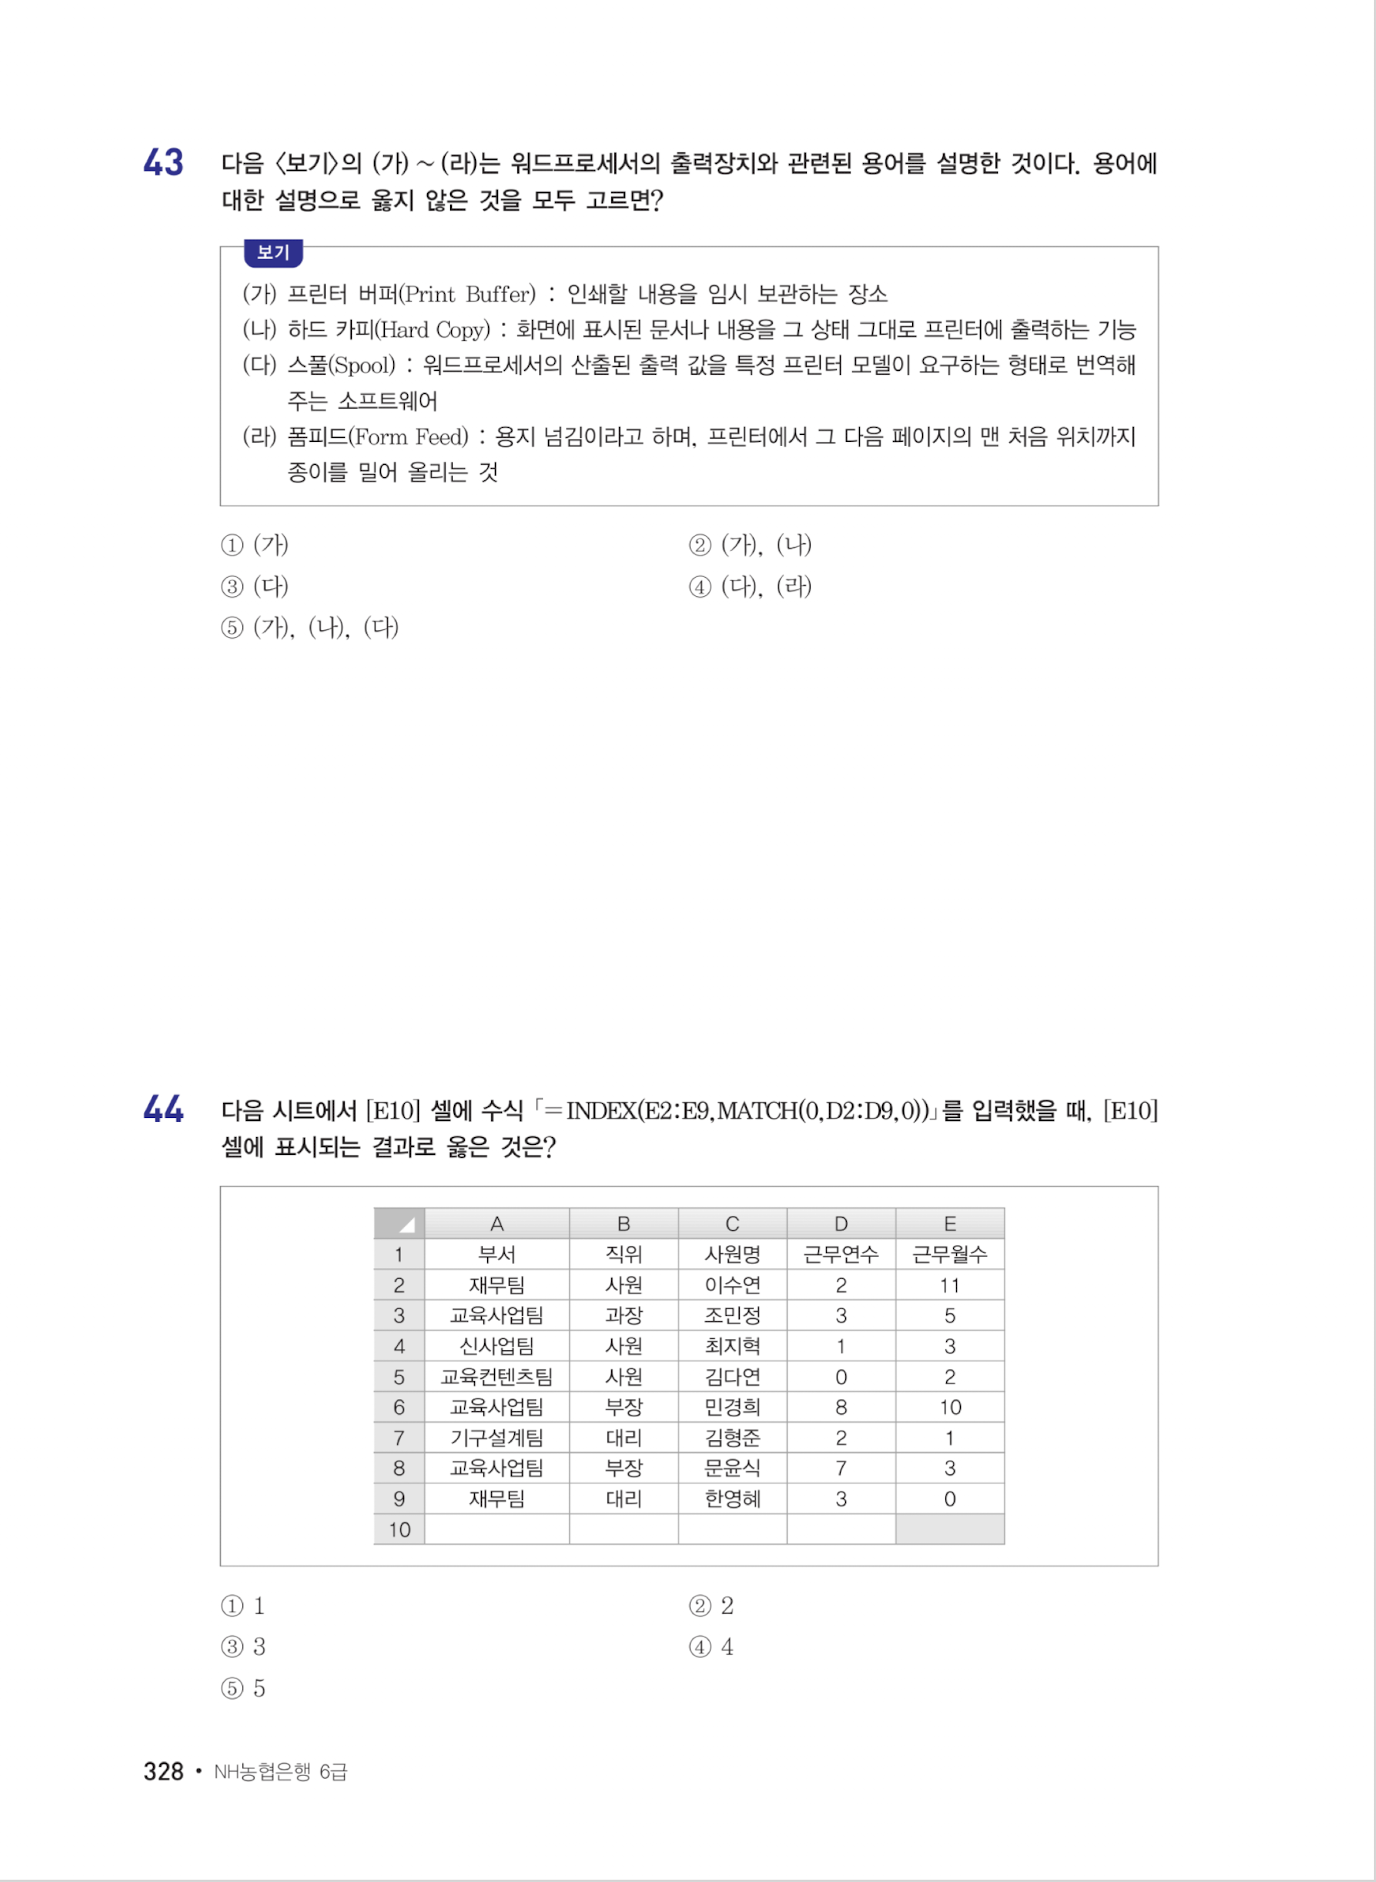 43
다음 〈보기〉의 (가) ~ (라)는 워드프로세서의 출력장치와 관련된 용어를 설명한 것이다. 용어에
대한 설명으로 옳지 않은 것을 모두 고르면?
보기
(가) 프린터 버퍼(Print Buffer) : 인쇄할 내용을 임시 보관하는 장소
(나) 하드 카피(Hard Copy) : 화면에 표시된 문서나 내용을 그 상태 그대로 프린터에 출력하는 기능
(다) 스풀(Spool) : 워드프로세서의 산출된 출력 값을 특정 프린터 모델이 요구하는 형태로 번역해
주는 소프트웨어
(라) 폼피드(Form Feed) : 용지 넘김이라고 하며, 프린터에서 그 다음 페이지의 맨 처음 위치까지
종이를 밀어 올리는 것
① (가) ② (가), (나)
③ (다) ④ (다), (라)
⑤ (가), (나), (다)
44
다음 시트에서 [E10] 셀에 수식 「=INDEX(E2:E9,MATCH(0,D2:D9,0))」를 입력했을 때, [E10]
셀에 표시되는 결과로 옳은 것은?
A B C D E
1 부서 직위 사원명 근무연수 근무월수
2 재무팀 사원 이수연 2 11
3 교육사업팀 과장 조민정 3 5
4 신사업팀 사원 최지혁 1 3
5 교육컨텐츠팀 사원 김다연 0 2
6 교육사업팀 부장 민경희 8 10
7 기구설계팀 대리 김형준 2 1
8 교육사업팀 부장 문윤식 7 3
9 재무팀 대리 한영혜 3 0
10
① 1 ② 2
③ 3 ④ 4
⑤ 5
328 • NH농협은행 6급